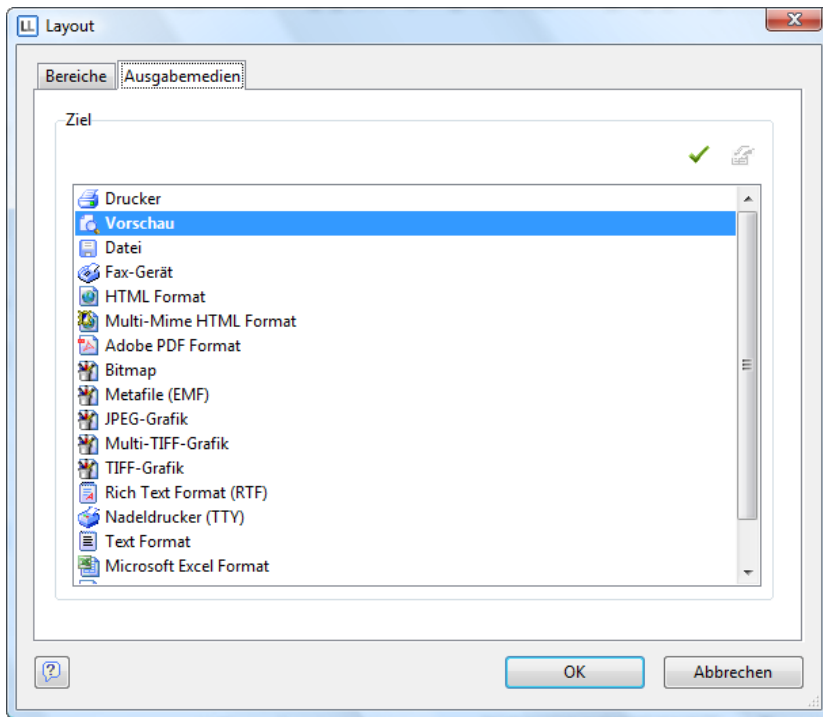 LL Layout
Bereiche Ausgabemedien
Ziel
Drucker
Vorschau
Datei
Fax-Gerät
HTML Format
Multi-Mime HTML Format
Adobe PDF Format
Bitmap
Metafile (EMF)
JPEG-Grafik
Multi-TIFF-Grafik
TIFF-Grafik
Rich Text Format (RTF)
Nadeldrucker (TTY)
Text Format
Microsoft Excel Format
OK Abbrechen